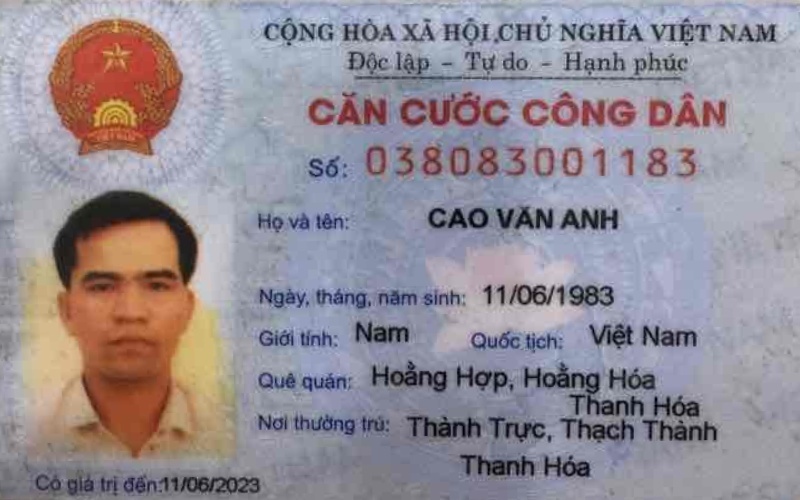 CỘNG HÒA XÃ HỘI CHỦ NGHĨA VIỆT NAM
Độc lập - Tự do - Hạnh phúc
CĂN CƯỚC CÔNG DÂN
Số: 038083001183
Họ và tên: CAO VĂN ANH
Ngày, tháng, năm sinh: 11/06/1983
Giới tính: Nam Quốc tịch: Việt Nam
Quê quán: Hoằng Hợp, Hoằng Hóa
Thanh Hóa
Nơi thường trú: Thành Trực, Thạch Thành
Thanh Hóa
Có giá trị đến: 11/06/2023